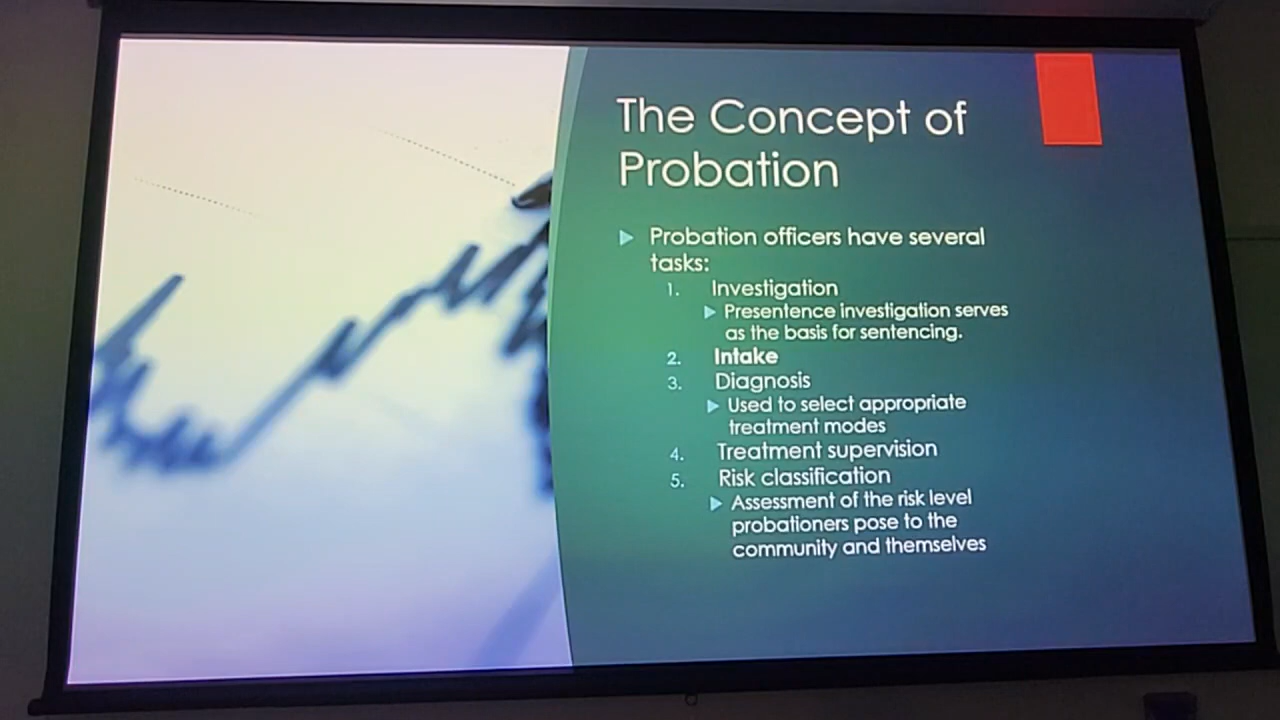 The Concept of
Probation
Probation officers have several
tasks:
1. Investigation
Presentence investigation serves
as the basis for sentencing.
2. Intake
3. Diagnosis
Used to select appropriate
treatment modes
4. Treatment supervision
5. Risk classification
Assessment of the risk level
probationers pose to the
community and themselves